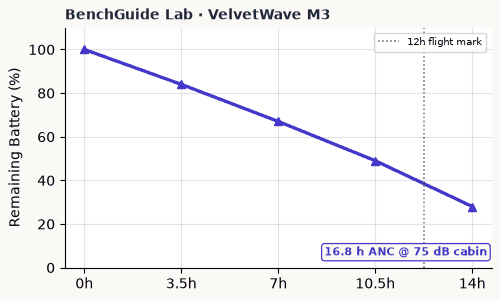 BenchGuide Lab · VelvetWave M3
12h flight mark
Remaining Battery (%)
100
80
60
40
20
0
16.8 h ANC @ 75 dB cabin
0h 3.5h 7h 10.5h 14h